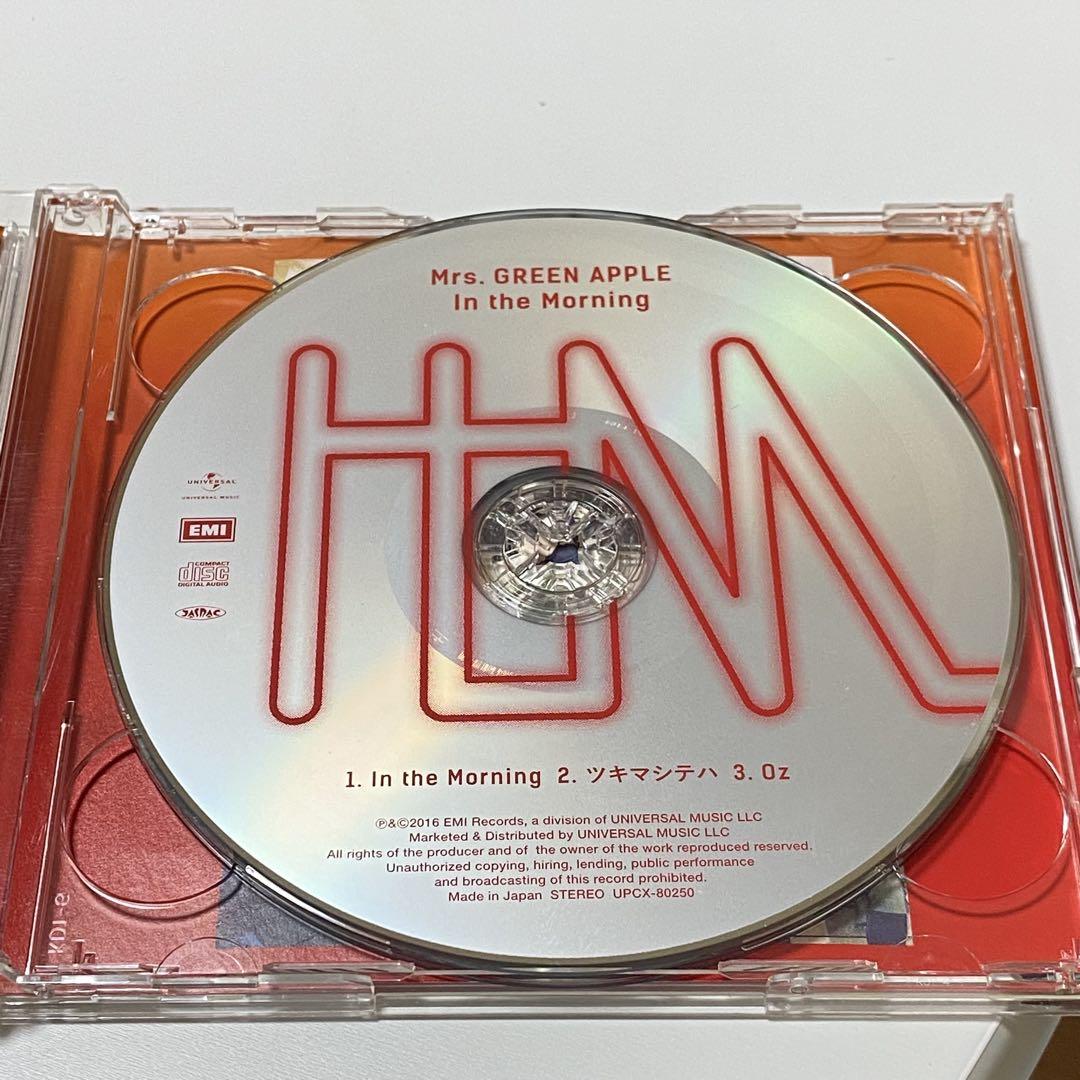 Mrs. GREEN APPLE
In the Morning
UNIVERSAL
UNIVERSAL MUSIC
EMI
COMPACT
disc
DIGITAL AUDIO
JASRAC
1. In the Morning 2. ツキマシテハ 3. Oz
℗&©2016 EMI Records, a division of UNIVERSAL MUSIC LLC
Marketed & Distributed by UNIVERSAL MUSIC LLC
All rights of the producer and of the owner of the work reproduced reserved.
Unauthorized copying, hiring, lending, public performance
and broadcasting of this record prohibited.
Made in Japan STEREO UPCX-80250